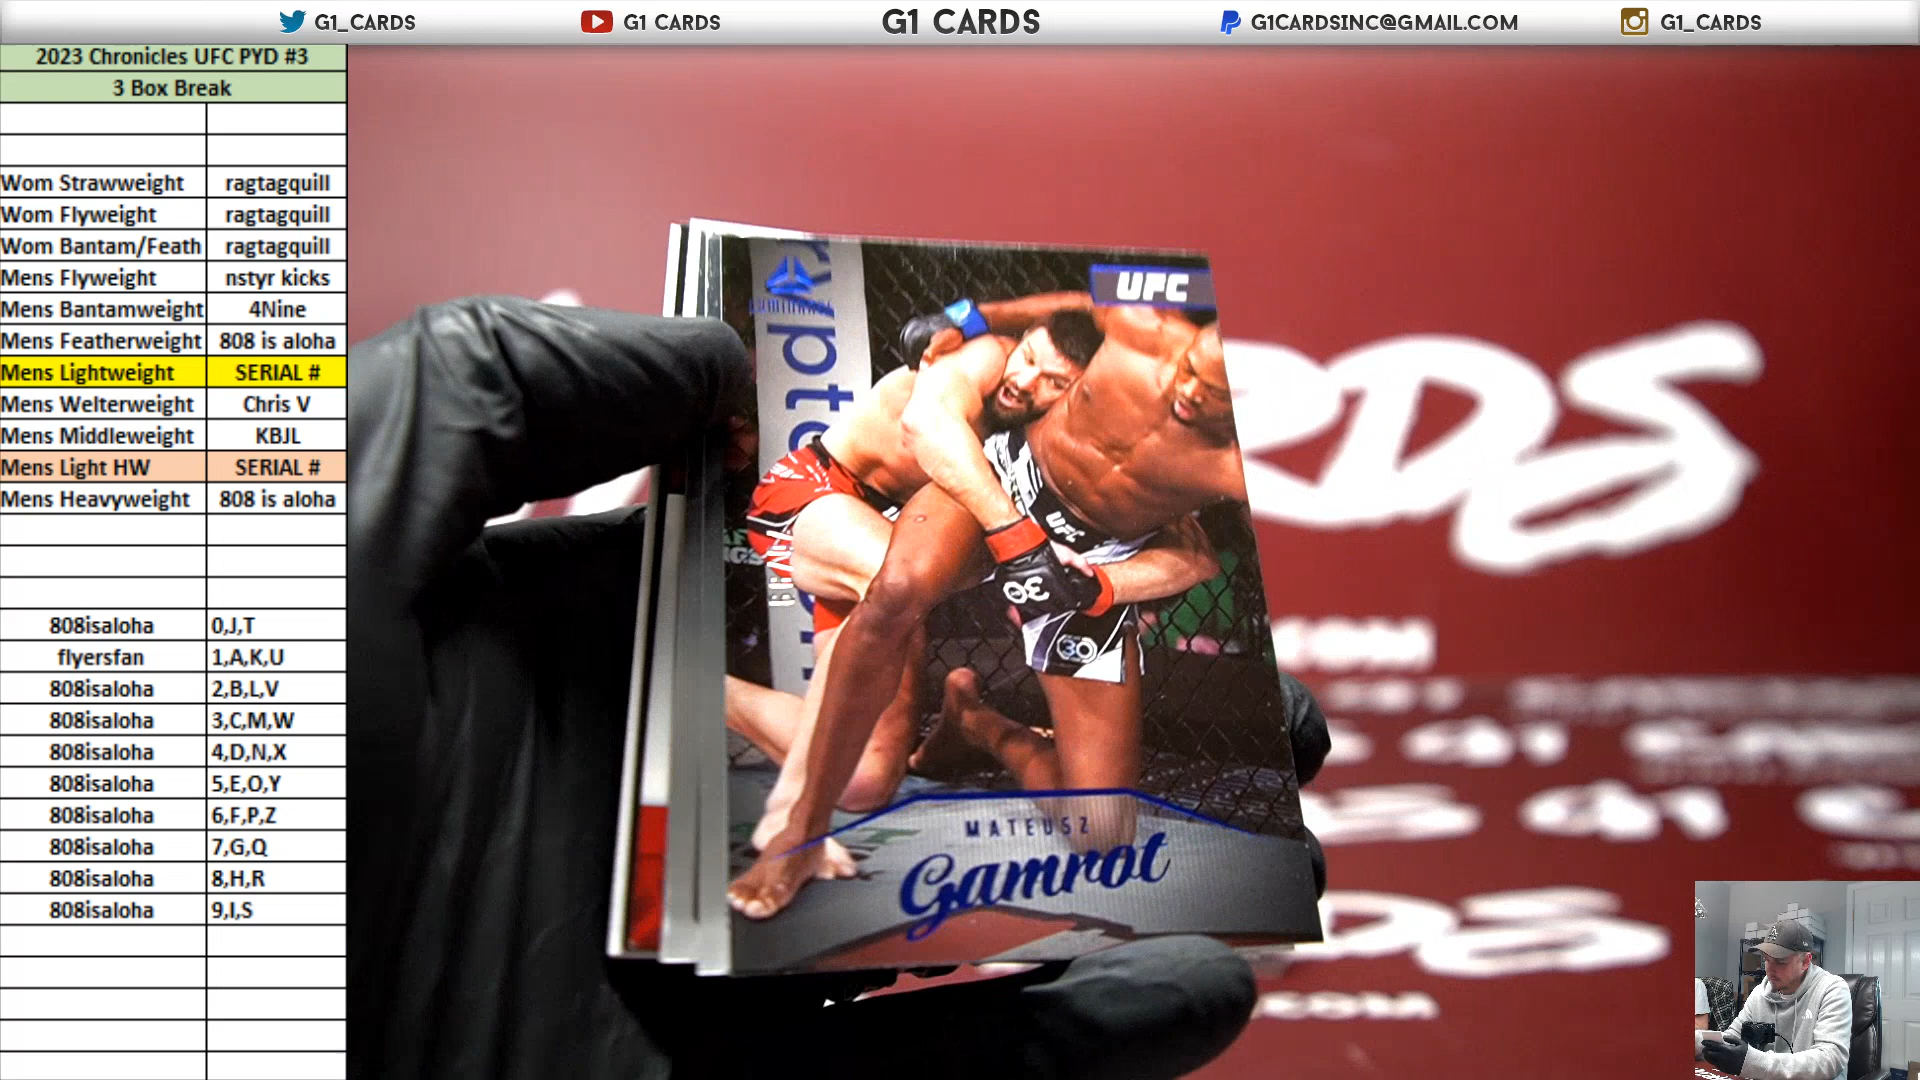 G1_CARDS
G1 CARDS
G1 CARDS
G1CARDSINC@GMAIL.COM
G1_CARDS
2023 Chronicles UFC PYD #3
3 Box Break
Wom Strawweight ragtagquill
Wom Flyweight ragtagquill
Wom Bantam/Feath ragtagquill
Mens Flyweight nstyr kicks
Mens Bantamweight 4Nine
Mens Featherweight 808 is aloha
Mens Lightweight SERIAL #
Mens Welterweight Chris V
Mens Middleweight KBJL
Mens Light HW SERIAL #
Mens Heavyweight 808 is aloha
808isaloha 0,J,T
flyersfan 1,A,K,U
808isaloha 2,B,L,V
808isaloha 3,C,M,W
808isaloha 4,D,N,X
808isaloha 5,E,O,Y
808isaloha 6,F,P,Z
808isaloha 7,G,Q
808isaloha 8,H,R
808isaloha 9,I,S
UFC
UFC
30
30
MATEUSZ
Gamrot
RDS